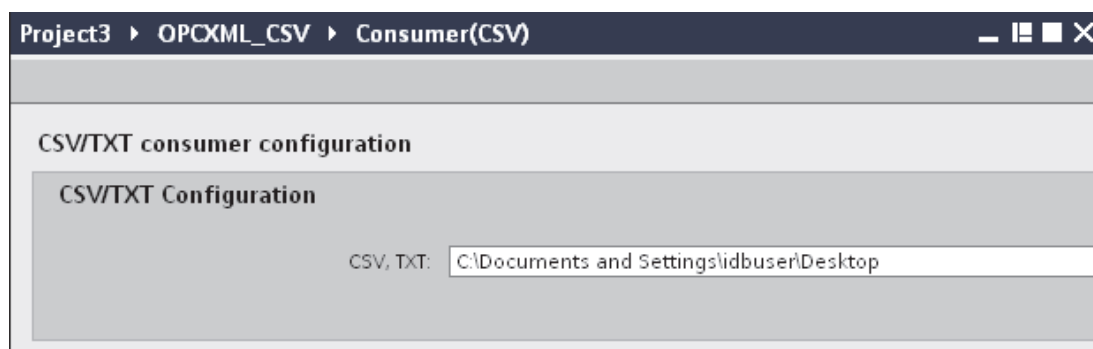 Project3 ▸ OPCXML_CSV ▸ Consumer(CSV)
CSV/TXT consumer configuration
CSV/TXT Configuration
CSV, TXT: C:\Documents and Settings\idbuser\Desktop